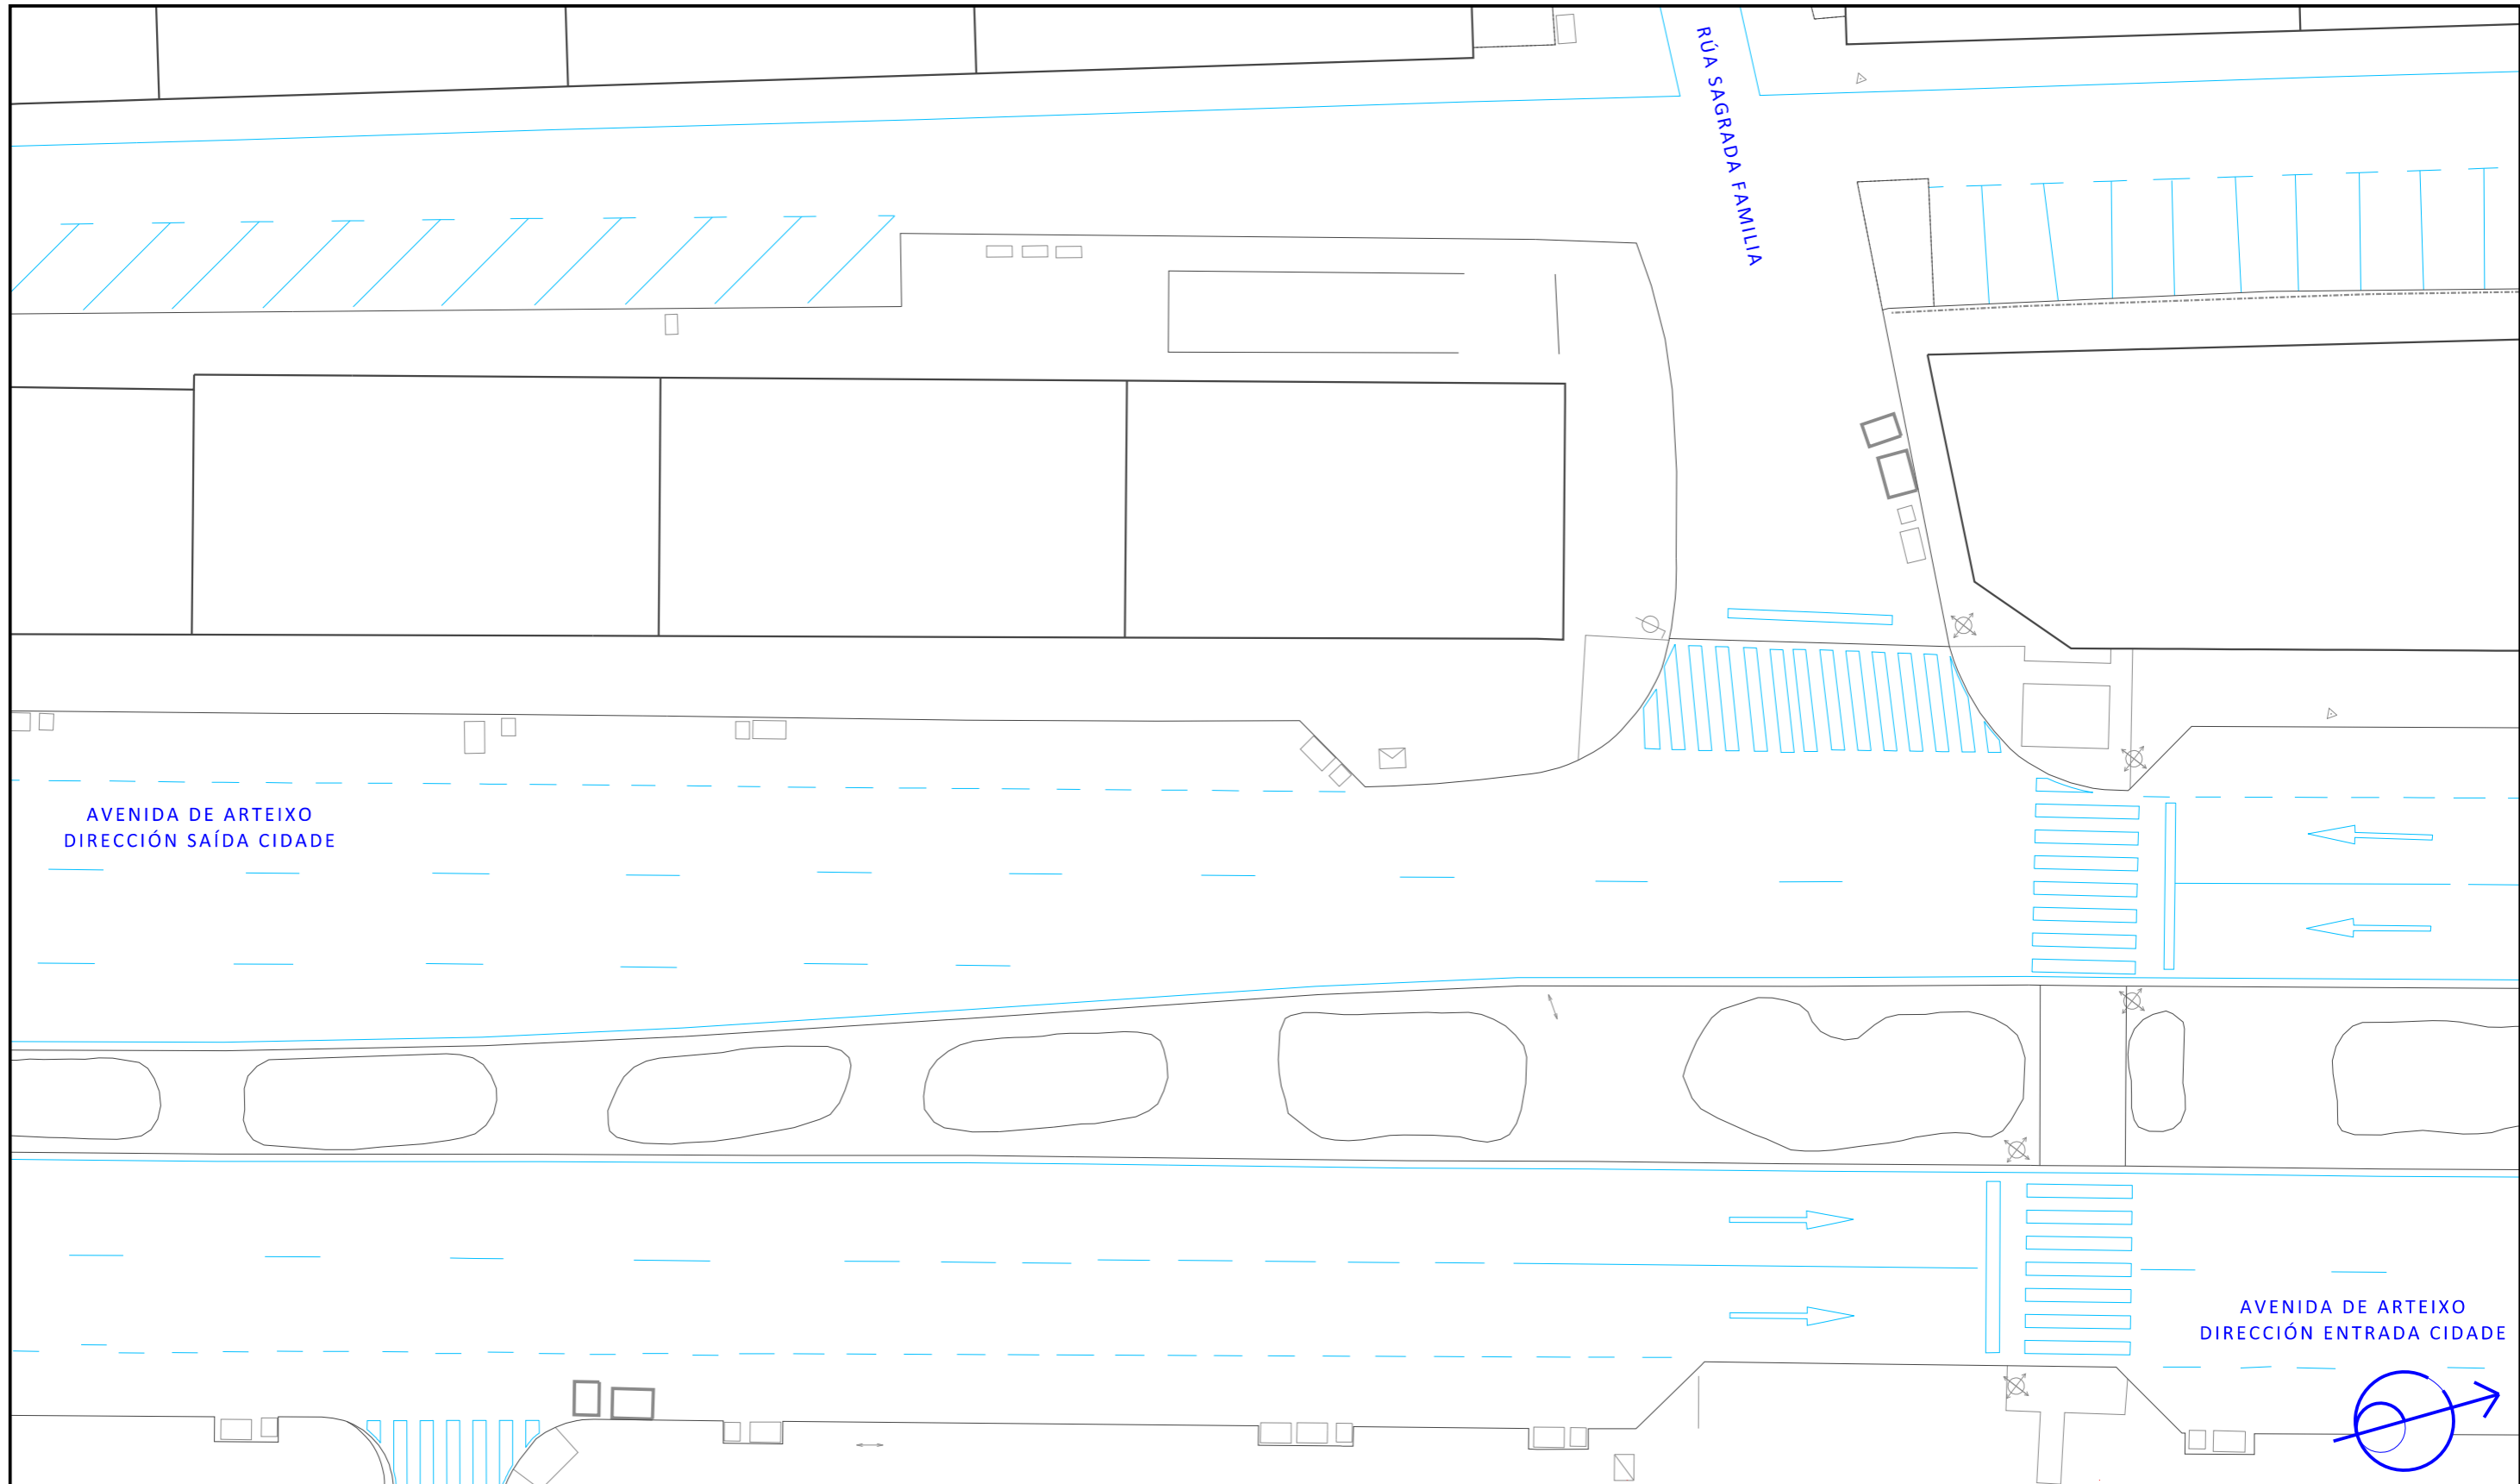 RÚA SAGRADA FAMILIA
AVENIDA DE ARTEIXO
DIRECCIÓN SAÍDA CIDADE
AVENIDA DE ARTEIXO
DIRECCIÓN ENTRADA CIDADE